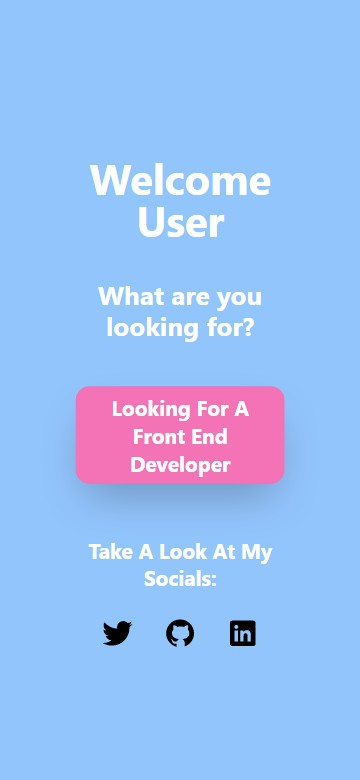 Welcome
User
What are you
looking for?
Looking For A
Front End
Developer
Take A Look At My
Socials: